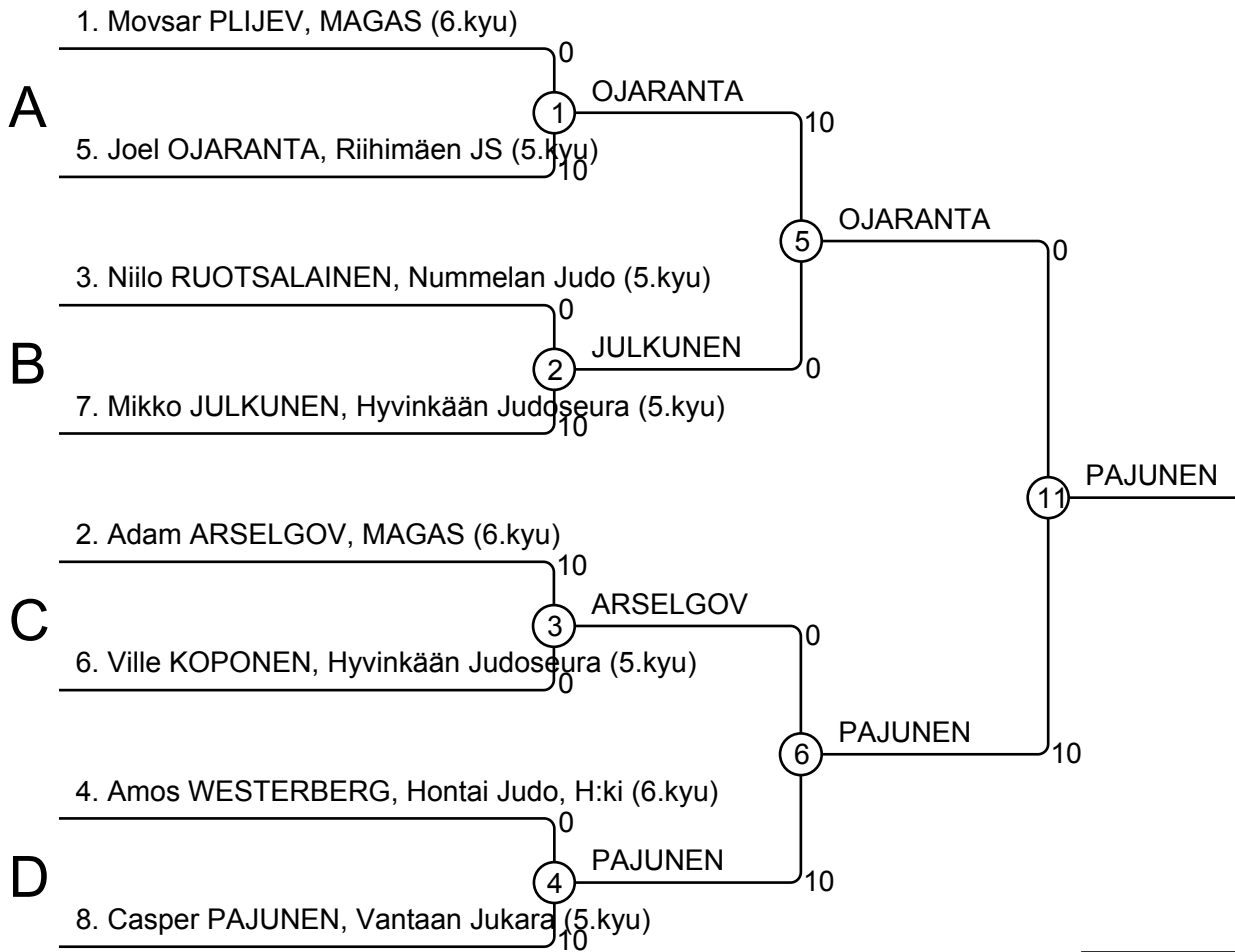 1. Movsar PLIJEV, MAGAS (6.kyu)
0
A
1
OJARANTA
10
5. Joel OJARANTA, Riihimäen JS (5.kyu)
10
5
OJARANTA
0
3. Niilo RUOTSALAINEN, Nummelan Judo (5.kyu)
0
B
2
JULKUNEN
0
7. Mikko JULKUNEN, Hyvinkään Judoseura (5.kyu)
10
11
PAJUNEN
2. Adam ARSELGOV, MAGAS (6.kyu)
10
C
3
ARSELGOV
0
6. Ville KOPONEN, Hyvinkään Judoseura (5.kyu)
0
6
PAJUNEN
10
4. Amos WESTERBERG, Hontai Judo, H:ki (6.kyu)
0
D
4
PAJUNEN
10
8. Casper PAJUNEN, Vantaan Jukara (5.kyu)
10